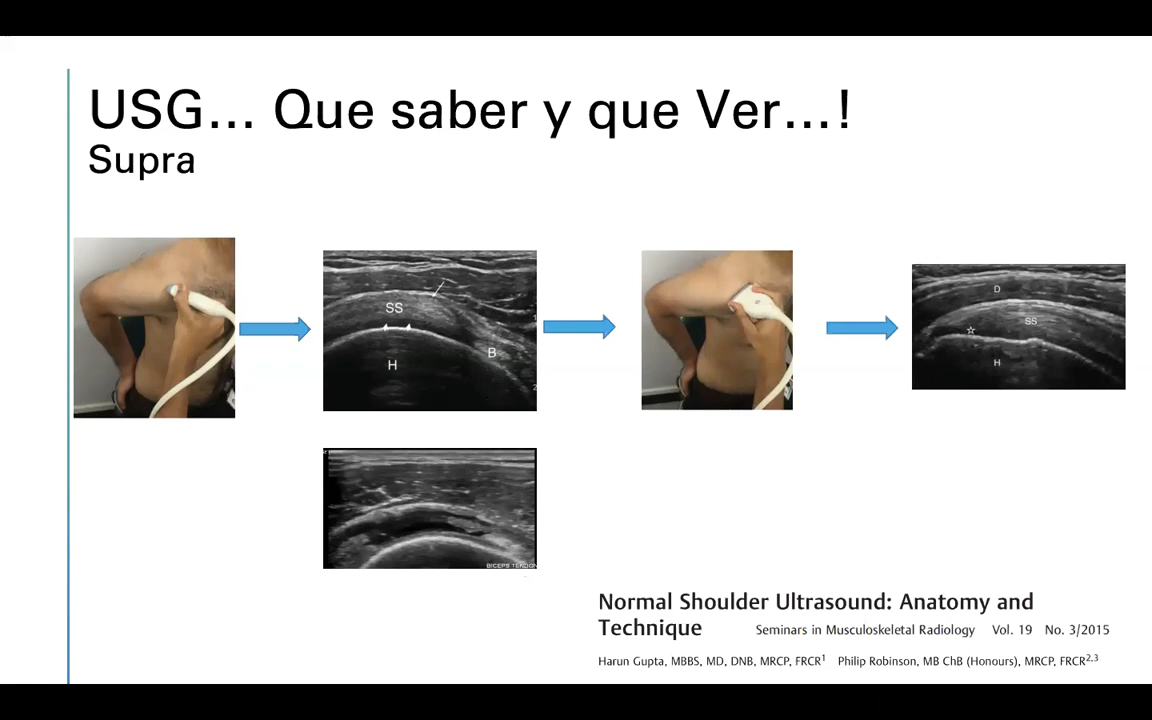 USG... Que saber y que Ver...!
Supra
SS
B
H
D
SS
H
BICEPS TENDON
Normal Shoulder Ultrasound: Anatomy and
Technique Seminars in Musculoskeletal Radiology Vol. 19 No. 3/2015
Harun Gupta, MBBS, MD, DNB, MRCP, FRCR¹ Philip Robinson, MB ChB (Honours), MRCP, FRCR²,³